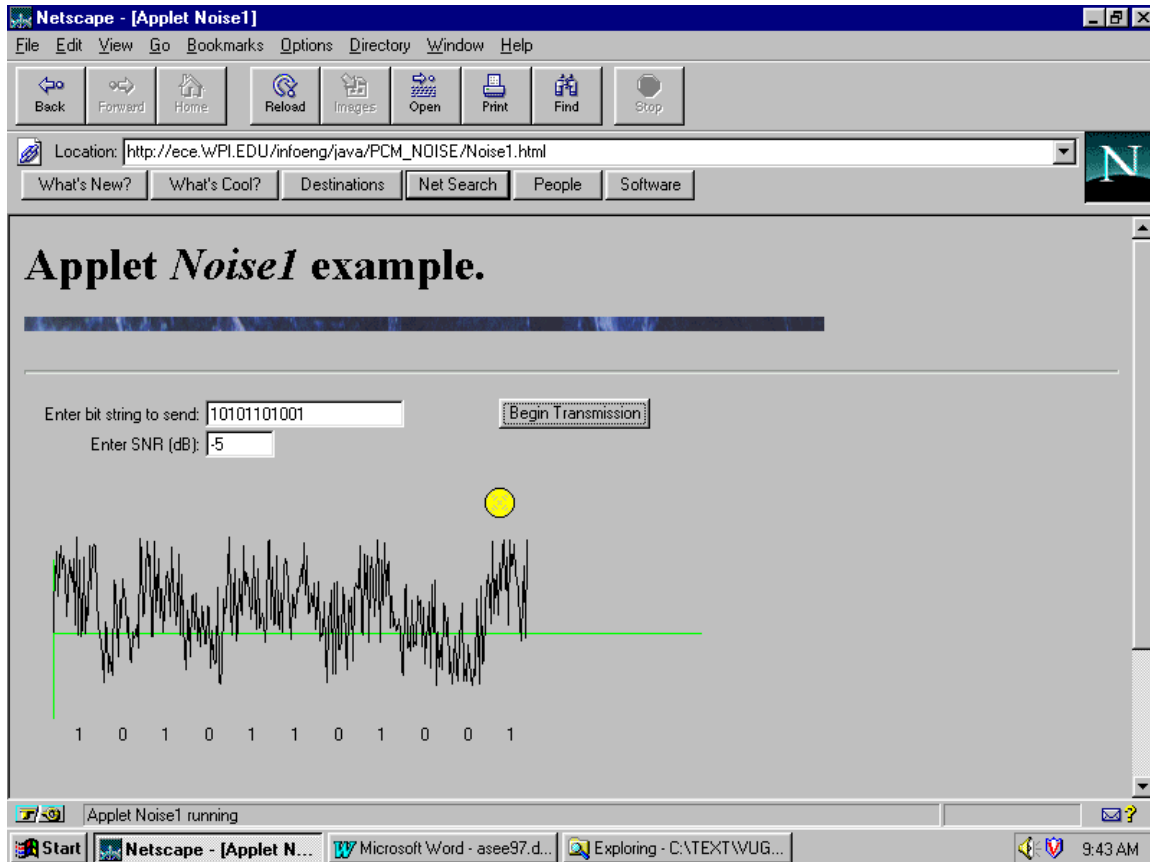 Netscape - [Applet Noise1]
File Edit View Go Bookmarks Options Directory Window Help
Back Forward Home Reload Images Open Print Find Stop
Location: http://ece.WPI.EDU/infoeng/java/PCM_NOISE/Noise1.html
N
What's New? What's Cool? Destinations Net Search People Software
Applet Noise1 example.
Enter bit string to send: 10101101001 Begin Transmission
Enter SNR (dB): -5
1 0 1 0 1 1 0 1 0 0 1
Applet Noise1 running
Start Netscape - [Applet N... Microsoft Word - asee97.d... Exploring - C:\TEXT\WUG... 9:43 AM